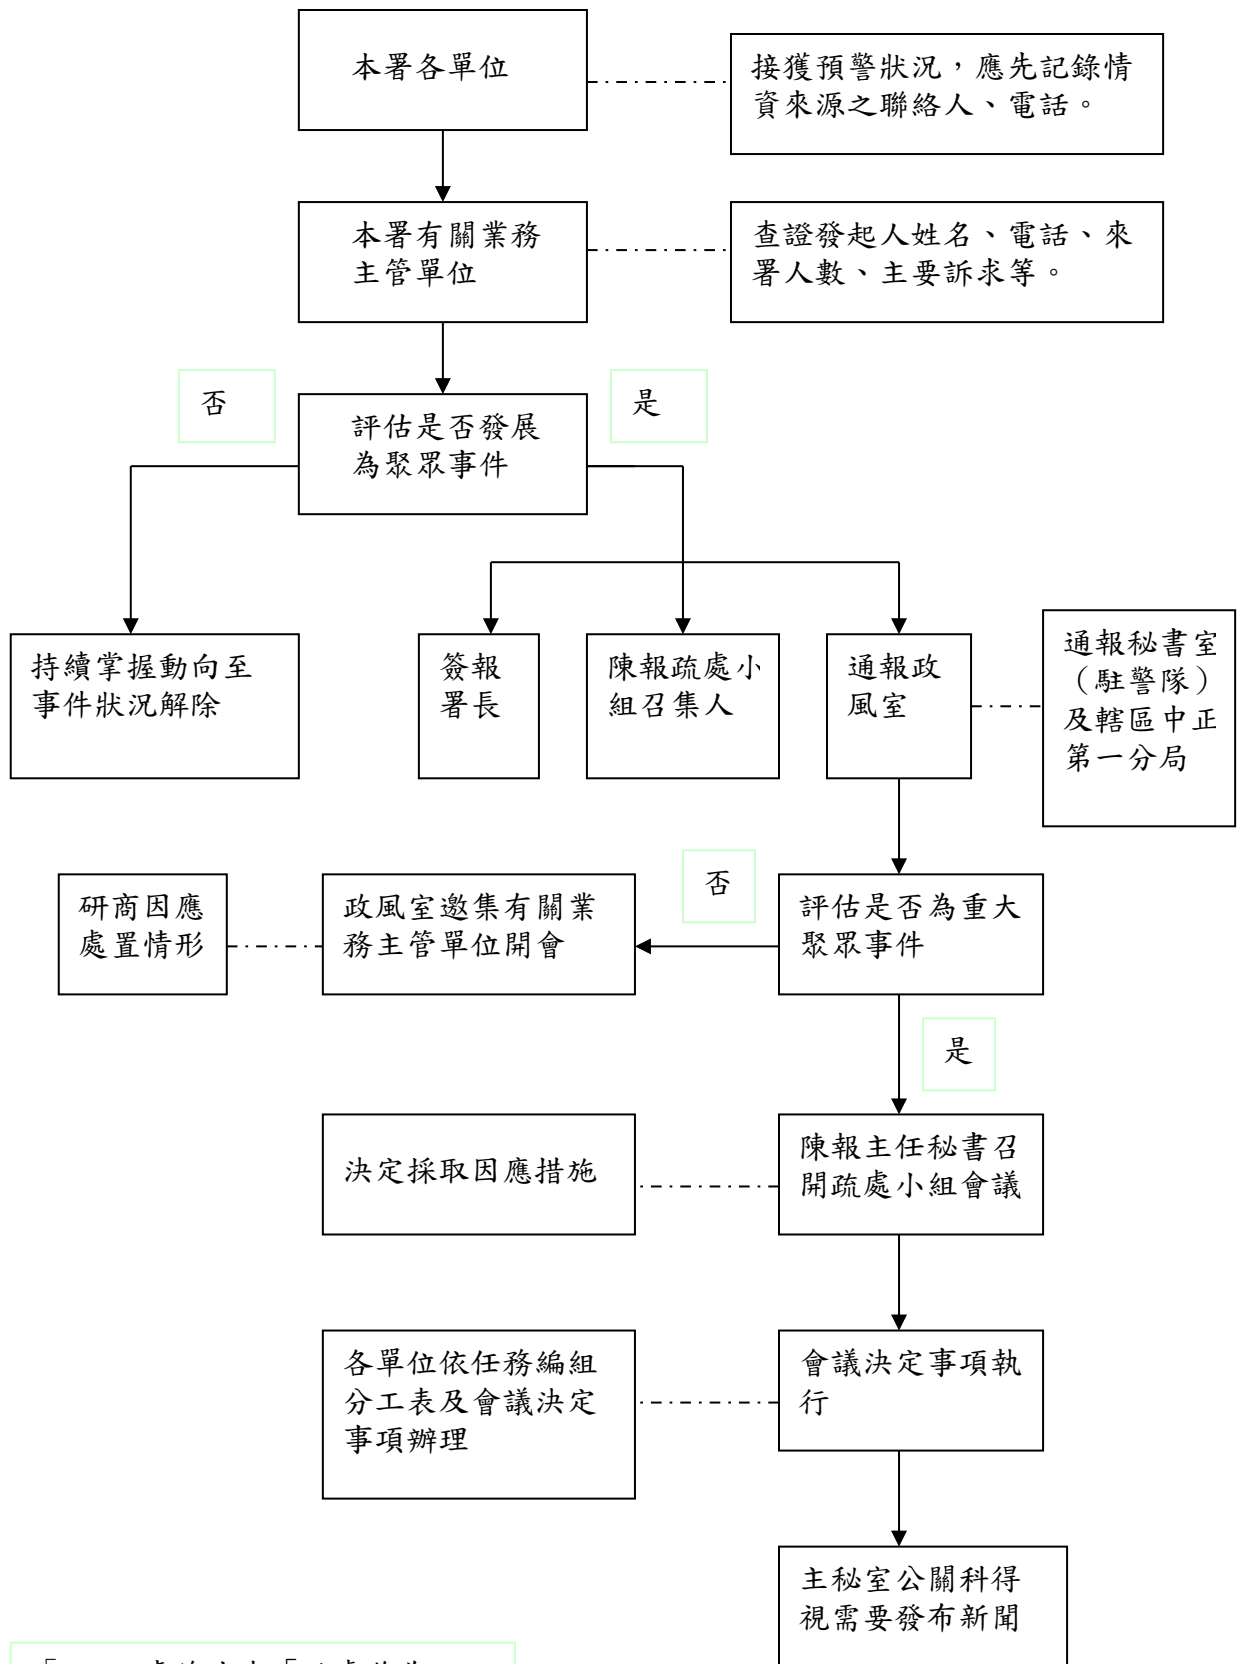 本署各單位
接獲預警狀況，應先記錄情
資來源之聯絡人、電話。
本署有關業務
主管單位
查證發起人姓名、電話、來
署人數、主要訴求等。
否
是
評估是否發展
為聚眾事件
持續掌握動向至
事件狀況解除
簽報
署長
陳報疏處小
組召集人
通報政
風室
通報秘書室
（駐警隊）
及轄區中正
第一分局
研商因應
處置情形
政風室邀集有關業
務主管單位開會
否
評估是否為重大
聚眾事件
是
決定採取因應措施
陳報主任秘書召
開疏處小組會議
各單位依任務編組
分工表及會議決定
事項辦理
會議決定事項執
行
主秘室公關科得
視需要發布新聞